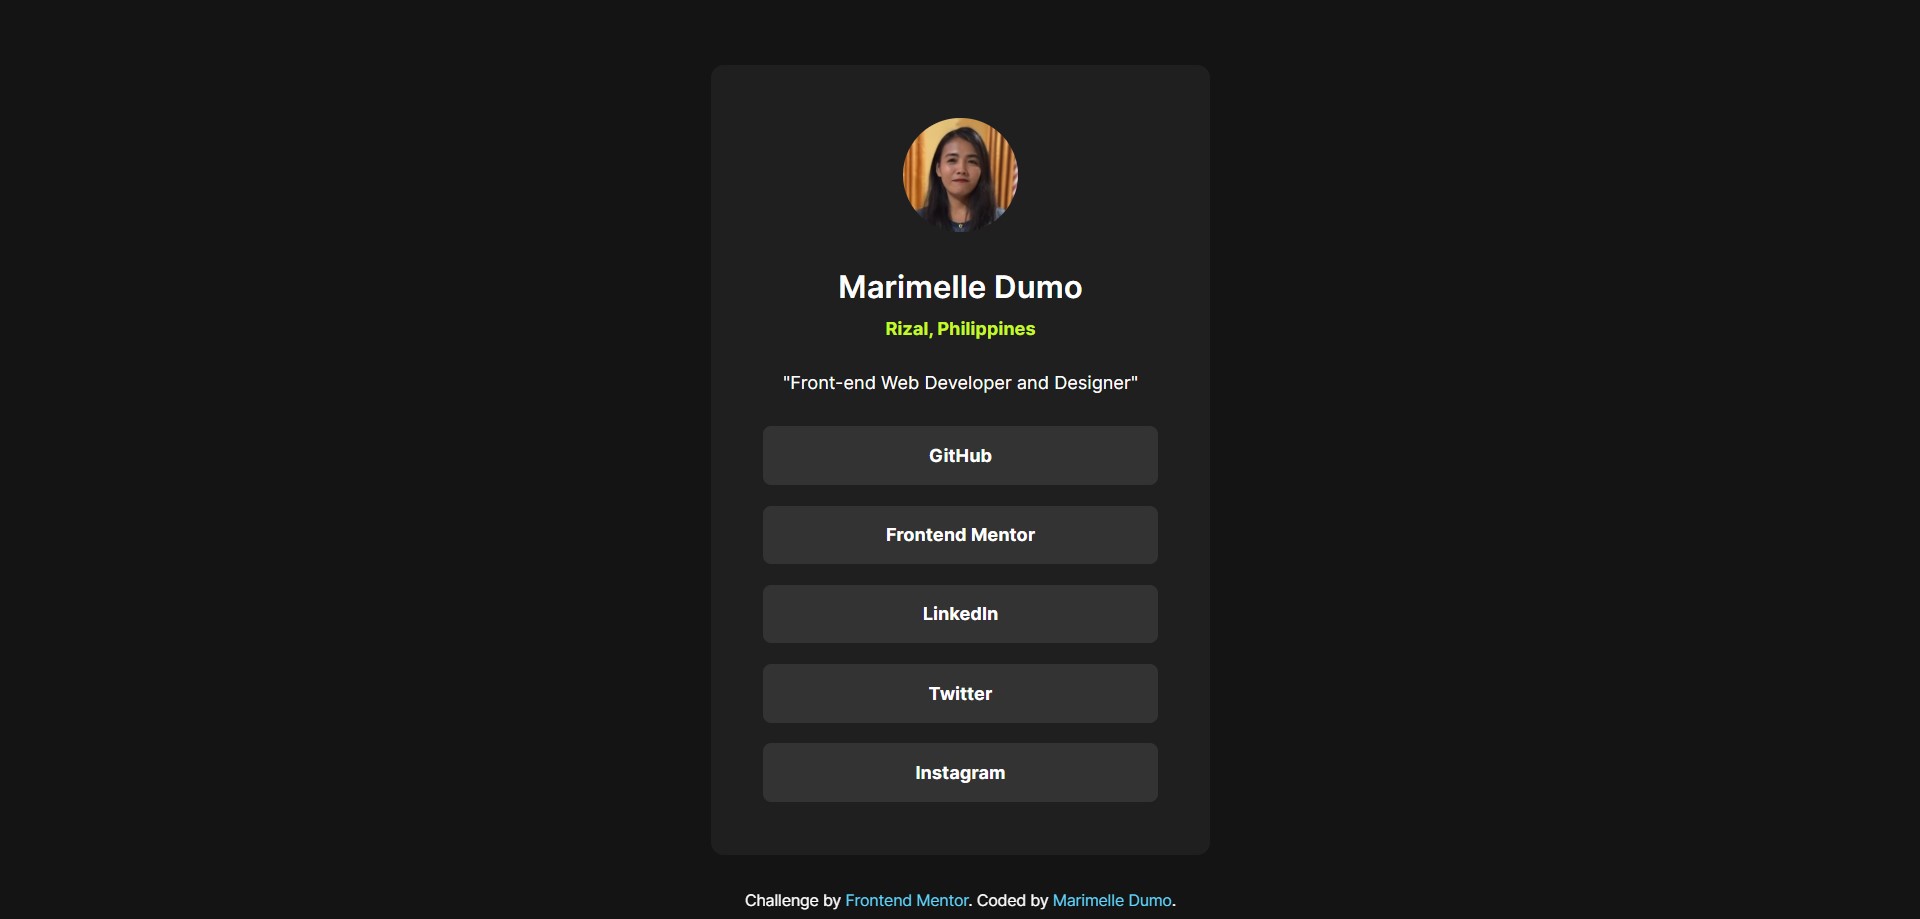 Marimelle Dumo
Rizal, Philippines
"Front-end Web Developer and Designer"
GitHub
Frontend Mentor
LinkedIn
Twitter
Instagram
Challenge by Frontend Mentor. Coded by Marimelle Dumo.